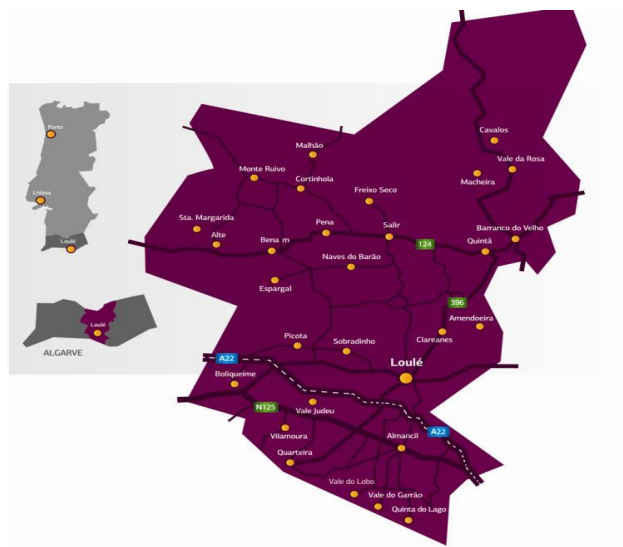 Cavalos
Porto
Malhão
Vale da Rosa
Monte Ruivo
Cortinhola
Macheira
Freixo Seco
Lisboa
Sta. Margarida
Pena
Salir
Barranco do Velho
Alte
Loulé
Bena m
124
Quintã
Naves do Barão
Espargal
396
Amendoeira
Loulé
Clareanes
Picota
Sobradinho
ALGARVE
A22
Loulé
Boliqueime
N125
Vale Judeu
Vilamoura
Almancil
A22
Quarteira
Vale do Lobo
Vale do Garrão
Quinta do Lago